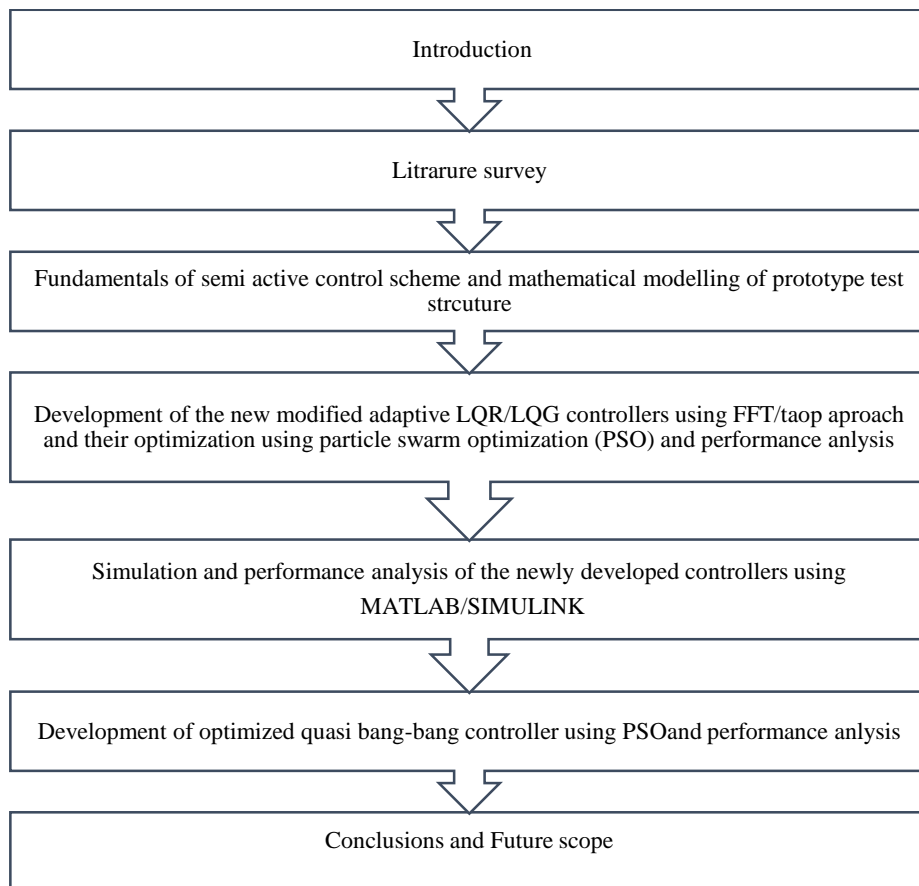 Introduction
Litrarure survey
Fundamentals of semi active control scheme and mathematical modelling of prototype test
strcuture
Development of the new modified adaptive LQR/LQG controllers using FFT/taop aproach
and their optimization using particle swarm optimization (PSO) and performance anlysis
Simulation and performance analysis of the newly developed controllers using
MATLAB/SIMULINK
Development of optimized quasi bang-bang controller using PSOand performance anlysis
Conclusions and Future scope